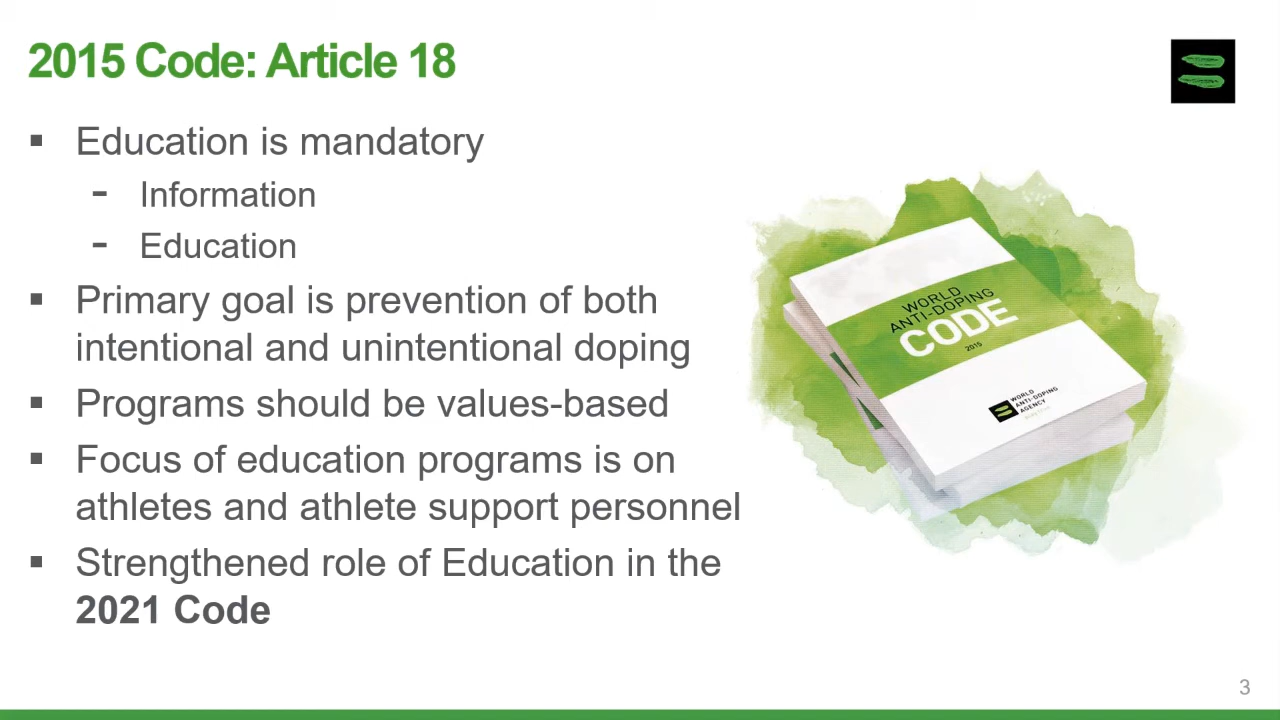 2015 Code: Article 18
▪ Education is mandatory
- Information
- Education
▪ Primary goal is prevention of both
intentional and unintentional doping
▪ Programs should be values-based
▪ Focus of education programs is on
athletes and athlete support personnel
▪ Strengthened role of Education in the
2021 Code
WORLD
ANTI-DOPING
CODE
2015
WORLD
ANTI-DOPING
AGENCY
3